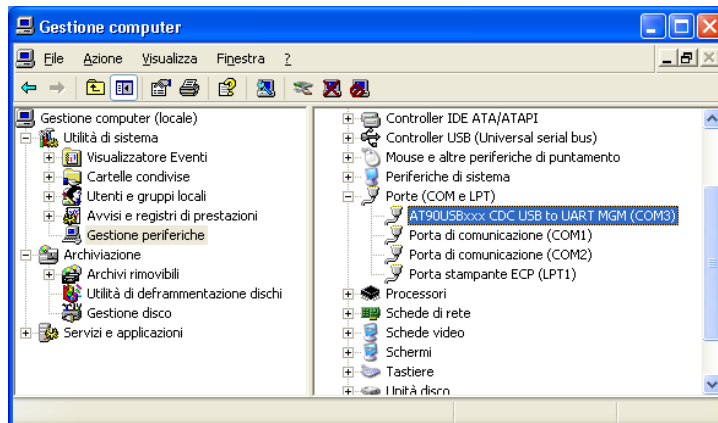 Gestione computer
File Azione Visualizza Finestra ?
Gestione computer (locale)
Utilità di sistema
Visualizzatore Eventi
Cartelle condivise
Utenti e gruppi locali
Avvisi e registri di prestazioni
Gestione periferiche
Archiviazione
Archivi rimovibili
Utilità di deframmentazione dischi
Gestione disco
Servizi e applicazioni
Controller IDE ATA/ATAPI
Controller USB (Universal serial bus)
Mouse e altre periferiche di puntamento
Periferiche di sistema
Porte (COM e LPT)
AT90USBxxx CDC USB to UART MGM (COM3)
Porta di comunicazione (COM1)
Porta di comunicazione (COM2)
Porta stampante ECP (LPT1)
Processori
Schede di rete
Schede video
Schermi
Tastiere
Unità disco